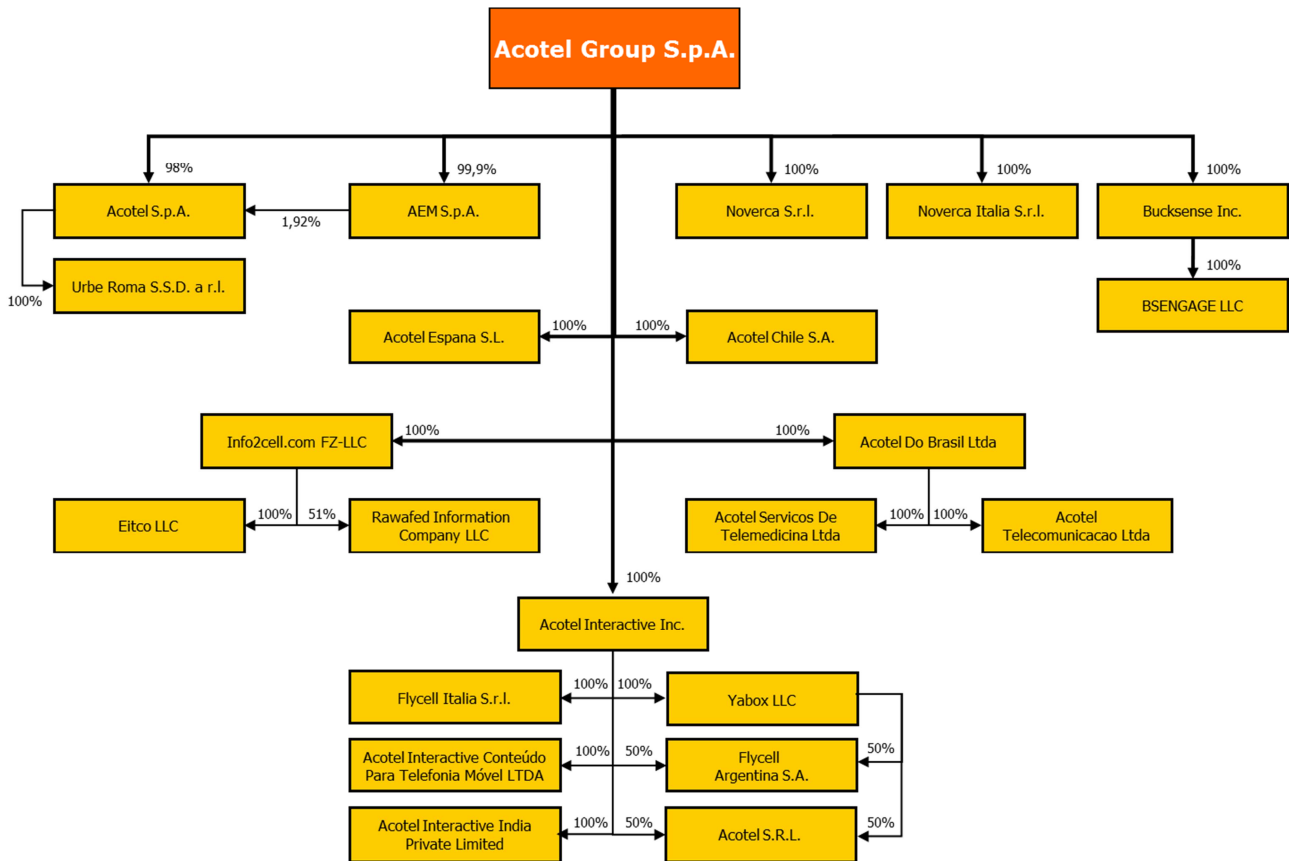 Acotel Group S.p.A.
98%
99,9%
100%
100%
100%
Acotel S.p.A.
1,92%
AEM S.p.A.
Noverca S.r.l.
Noverca Italia S.r.l.
Bucksense Inc.
100%
100%
Urbe Roma S.S.D. a r.l.
BSENGAGE LLC
Acotel Espana S.L.
100%
100%
Acotel Chile S.A.
Info2cell.com FZ-LLC
100%
100%
Acotel Do Brasil Ltda
Eitco LLC
100%
51%
Rawafed Information
Company LLC
Acotel Servicos De
Telemedicina Ltda
100%
100%
Acotel
Telecomunicacao Ltda
100%
Acotel Interactive Inc.
Flycell Italia S.r.l.
100%
100%
Yabox LLC
Acotel Interactive Conteúdo
Para Telefonia Móvel LTDA
100%
50%
Flycell
Argentina S.A.
50%
Acotel Interactive India
Private Limited
100%
50%
Acotel S.R.L.
50%